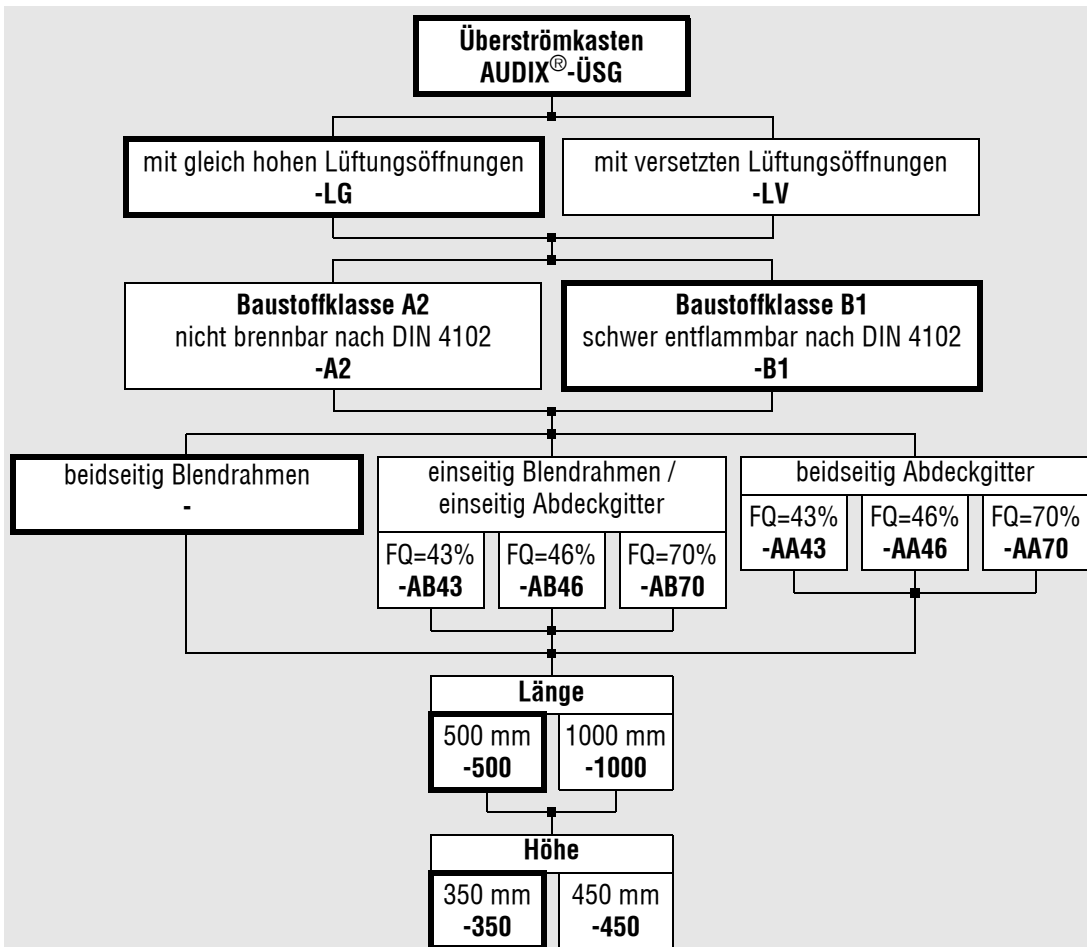 Überströmkasten
AUDIX®-ÜSG
mit gleich hohen Lüftungsöffnungen
-LG
mit versetzten Lüftungsöffnungen
-LV
Baustoffklasse A2
nicht brennbar nach DIN 4102
-A2
Baustoffklasse B1
schwer entflammbar nach DIN 4102
-B1
beidseitig Blendrahmen
-
einseitig Blendrahmen /
einseitig Abdeckgitter
FQ=43%
-AB43
FQ=46%
-AB46
FQ=70%
-AB70
beidseitig Abdeckgitter
FQ=43%
-AA43
FQ=46%
-AA46
FQ=70%
-AA70
Länge
500 mm
-500
1000 mm
-1000
Höhe
350 mm
-350
450 mm
-450